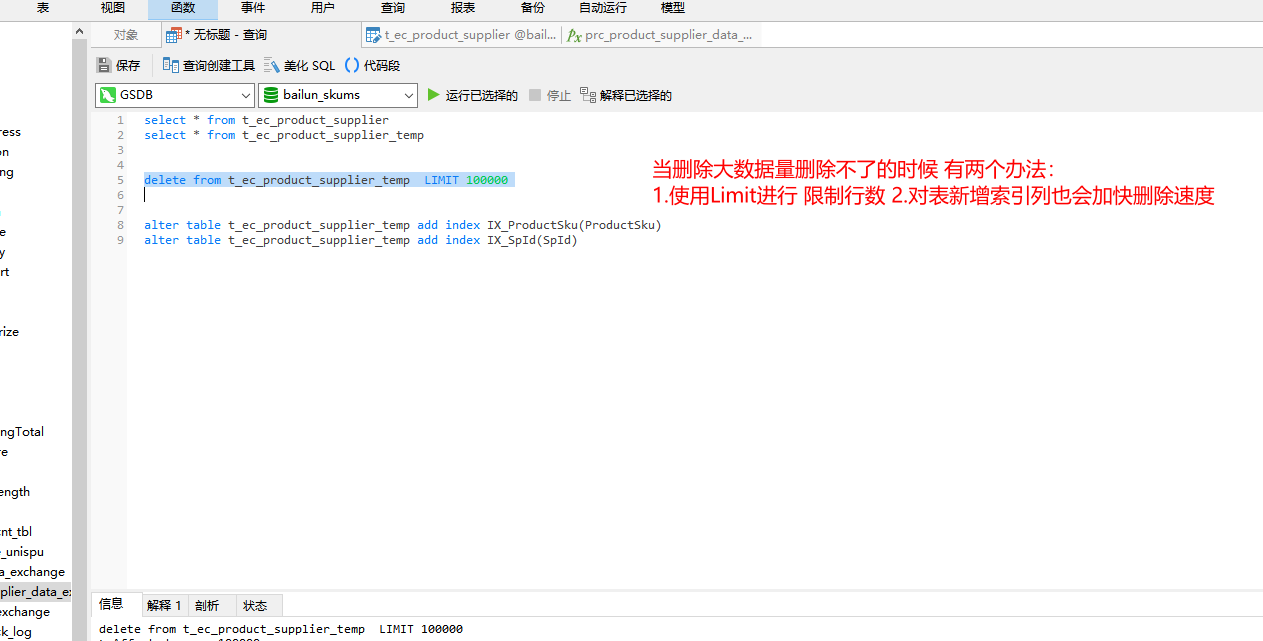 表 视图 函数 事件 用户 查询 报表 备份 自动运行 模型
对象 * 无标题 - 查询 t_ec_product_supplier @bail... prc_product_supplier_data_...
保存 查询创建工具 美化 SQL 代码段
GSDB bailun_skums 运行已选择的 停止 解释已选择的
1 select * from t_ec_product_supplier
2 select * from t_ec_product_supplier_temp
3
4
5 delete from t_ec_product_supplier_temp LIMIT 100000
6
7
8 alter table t_ec_product_supplier_temp add index IX_ProductSku(ProductSku)
9 alter table t_ec_product_supplier_temp add index IX_SpId(SpId)
当删除大数据量删除不了的时候 有两个办法:
1.使用Limit进行 限制行数 2.对表新增索引列也会加快删除速度
ress
on
ng
e
y
rt
rize
ngTotal
re
ength
cnt_tbl
e_unispu
a_exchange
plier_data_ex
exchange
ck_log
信息 解释 1 剖析 状态
delete from t_ec_product_supplier_temp LIMIT 100000